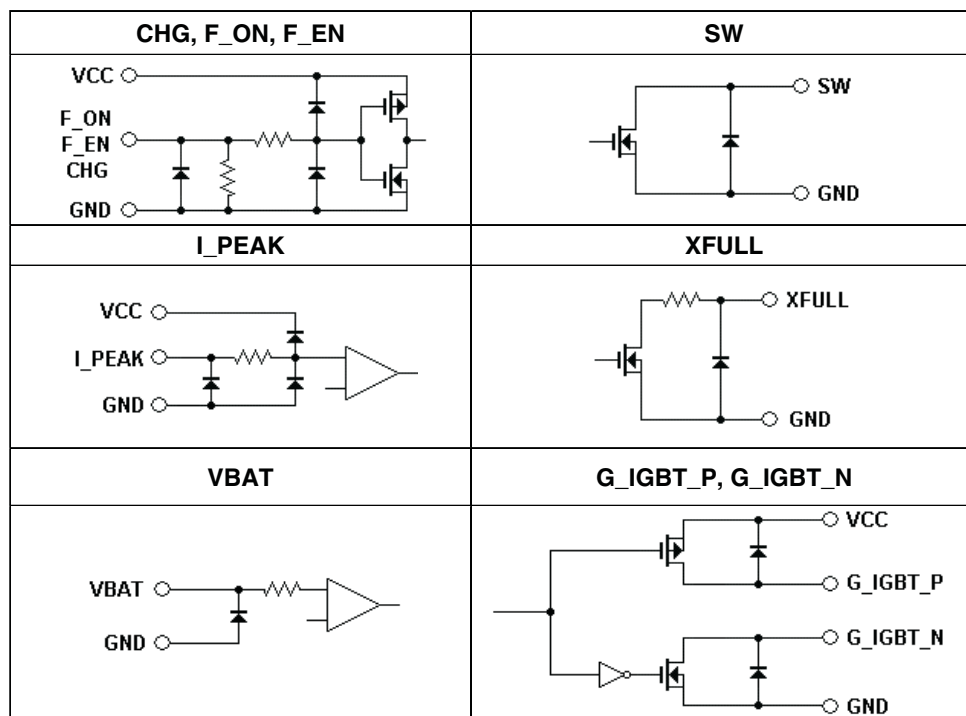 CHG, F_ON, F_EN
SW
VCC
F_ON
F_EN
CHG
GND
SW
GND
I_PEAK
XFULL
VCC
I_PEAK
GND
XFULL
GND
VBAT
G_IGBT_P, G_IGBT_N
VBAT
GND
VCC
G_IGBT_P
G_IGBT_N
GND